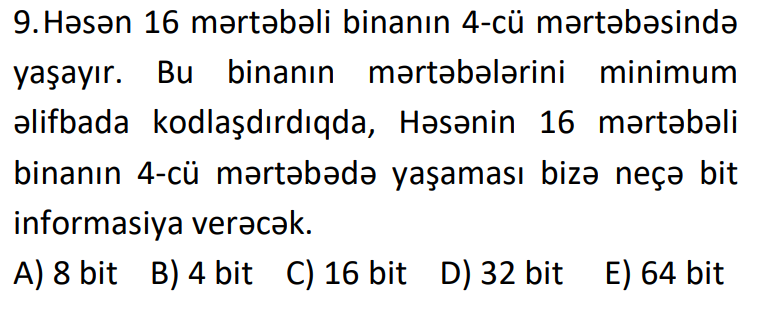 9.Həsən 16 mərtəbəli binanın 4-cü mərtəbəsində
yaşayır. Bu binanın mərtəbələrini minimum
əlifbada kodlaşdırdıqda, Həsənin 16 mərtəbəli
binanın 4-cü mərtəbədə yaşaması bizə neçə bit
informasiya verəcək.
A) 8 bit B) 4 bit C) 16 bit D) 32 bit E) 64 bit